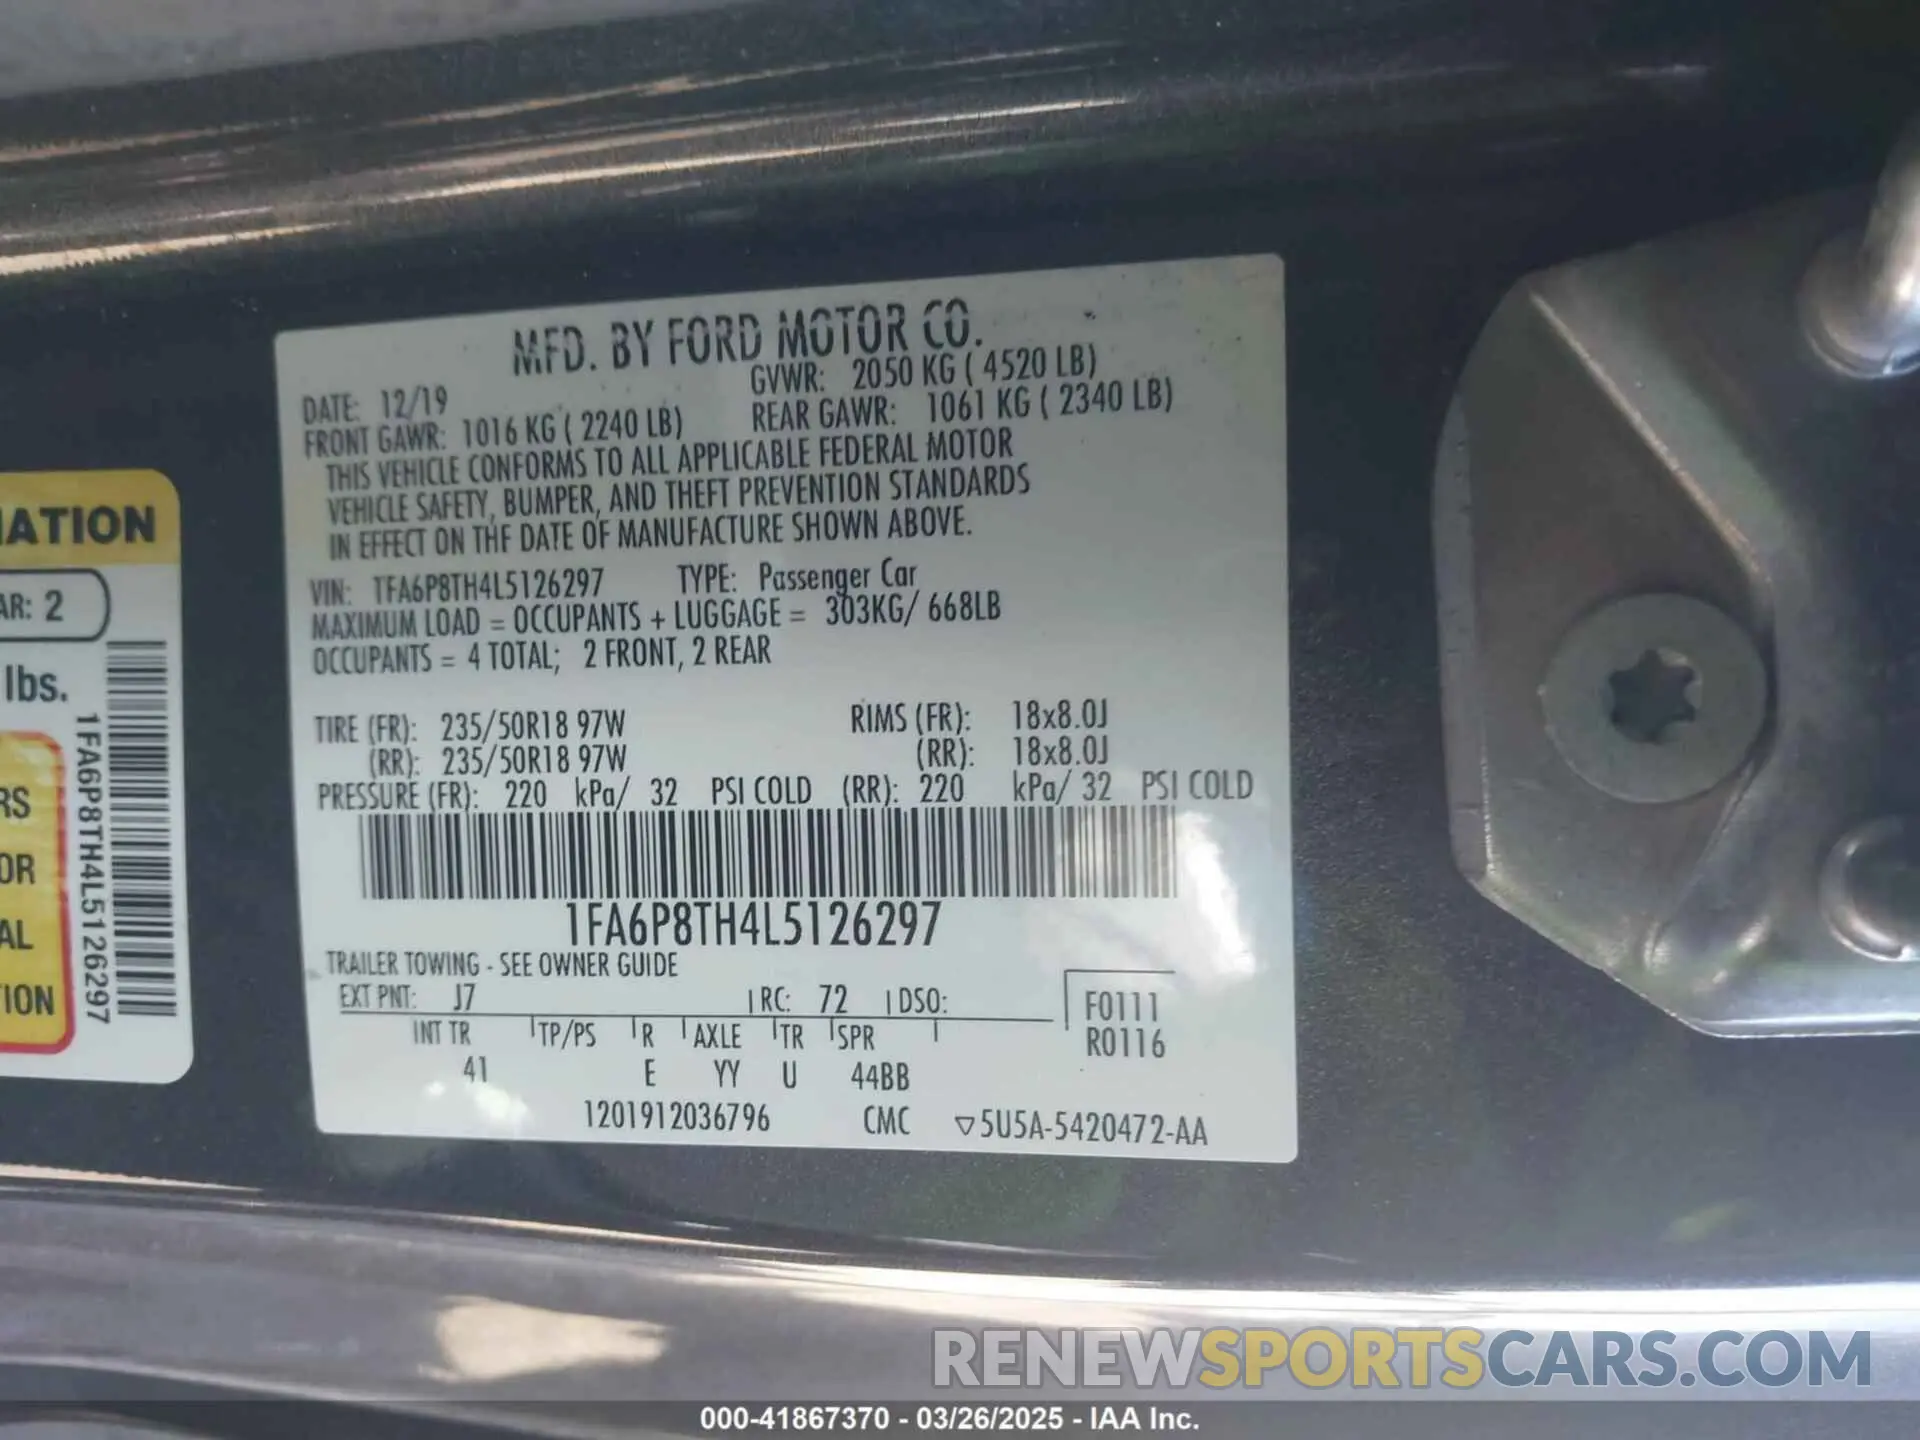 MFD. BY FORD MOTOR CO.
DATE: 12/19 GVWR: 2050 KG ( 4520 LB)
FRONT GAWR: 1016 KG ( 2240 LB) REAR GAWR: 1061 KG ( 2340 LB)
THIS VEHICLE CONFORMS TO ALL APPLICABLE FEDERAL MOTOR
VEHICLE SAFETY, BUMPER, AND THEFT PREVENTION STANDARDS
IN EFFECT ON THE DATE OF MANUFACTURE SHOWN ABOVE.
VIN: 1FA6P8TH4L5126297 TYPE: Passenger Car
MAXIMUM LOAD = OCCUPANTS + LUGGAGE = 303KG/ 668LB
OCCUPANTS = 4 TOTAL; 2 FRONT, 2 REAR
TIRE (FR): 235/50R18 97W RIMS (FR): 18x8.0J
(RR): 235/50R18 97W (RR): 18x8.0J
PRESSURE (FR): 220 kPa/ 32 PSI COLD (RR): 220 kPa/ 32 PSI COLD
1FA6P8TH4L5126297
TRAILER TOWING - SEE OWNER GUIDE
EXT PNT: J7 RC: 72 DSO:
INT TR TP/PS R AXLE TR SPR
41 E YY U 44BB
F0111
R0116
1201912036796 CMC ▽5U5A-5420472-AA
MATION
AR: 2
lbs.
RS
OR
AL
TION
1FA6P8TH4L5126297
RENEWSPORTSCARS.COM
000-41867370 - 03/26/2025 - IAA Inc.